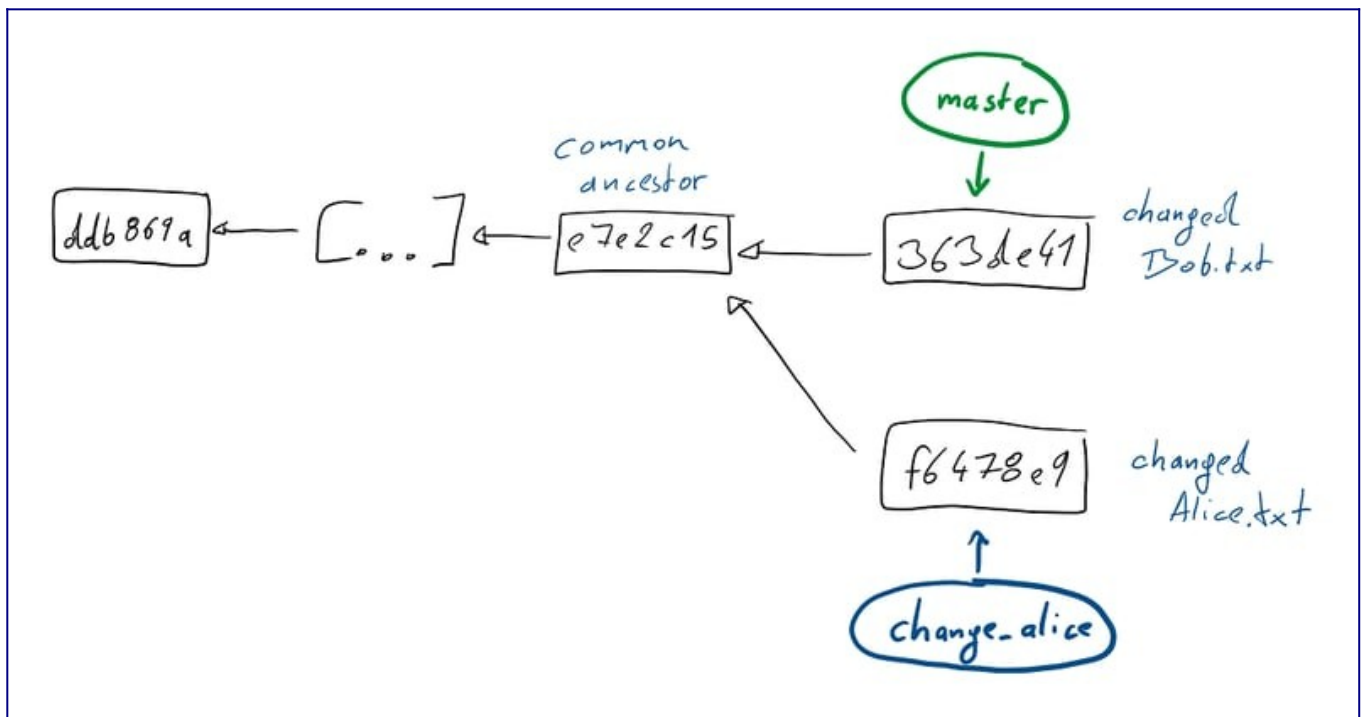 master
common
ancestor
ddb869a
[...]
e7e2c15
363de41
changed
Bob.txt
f6478e9
changed
Alice.txt
change_alice